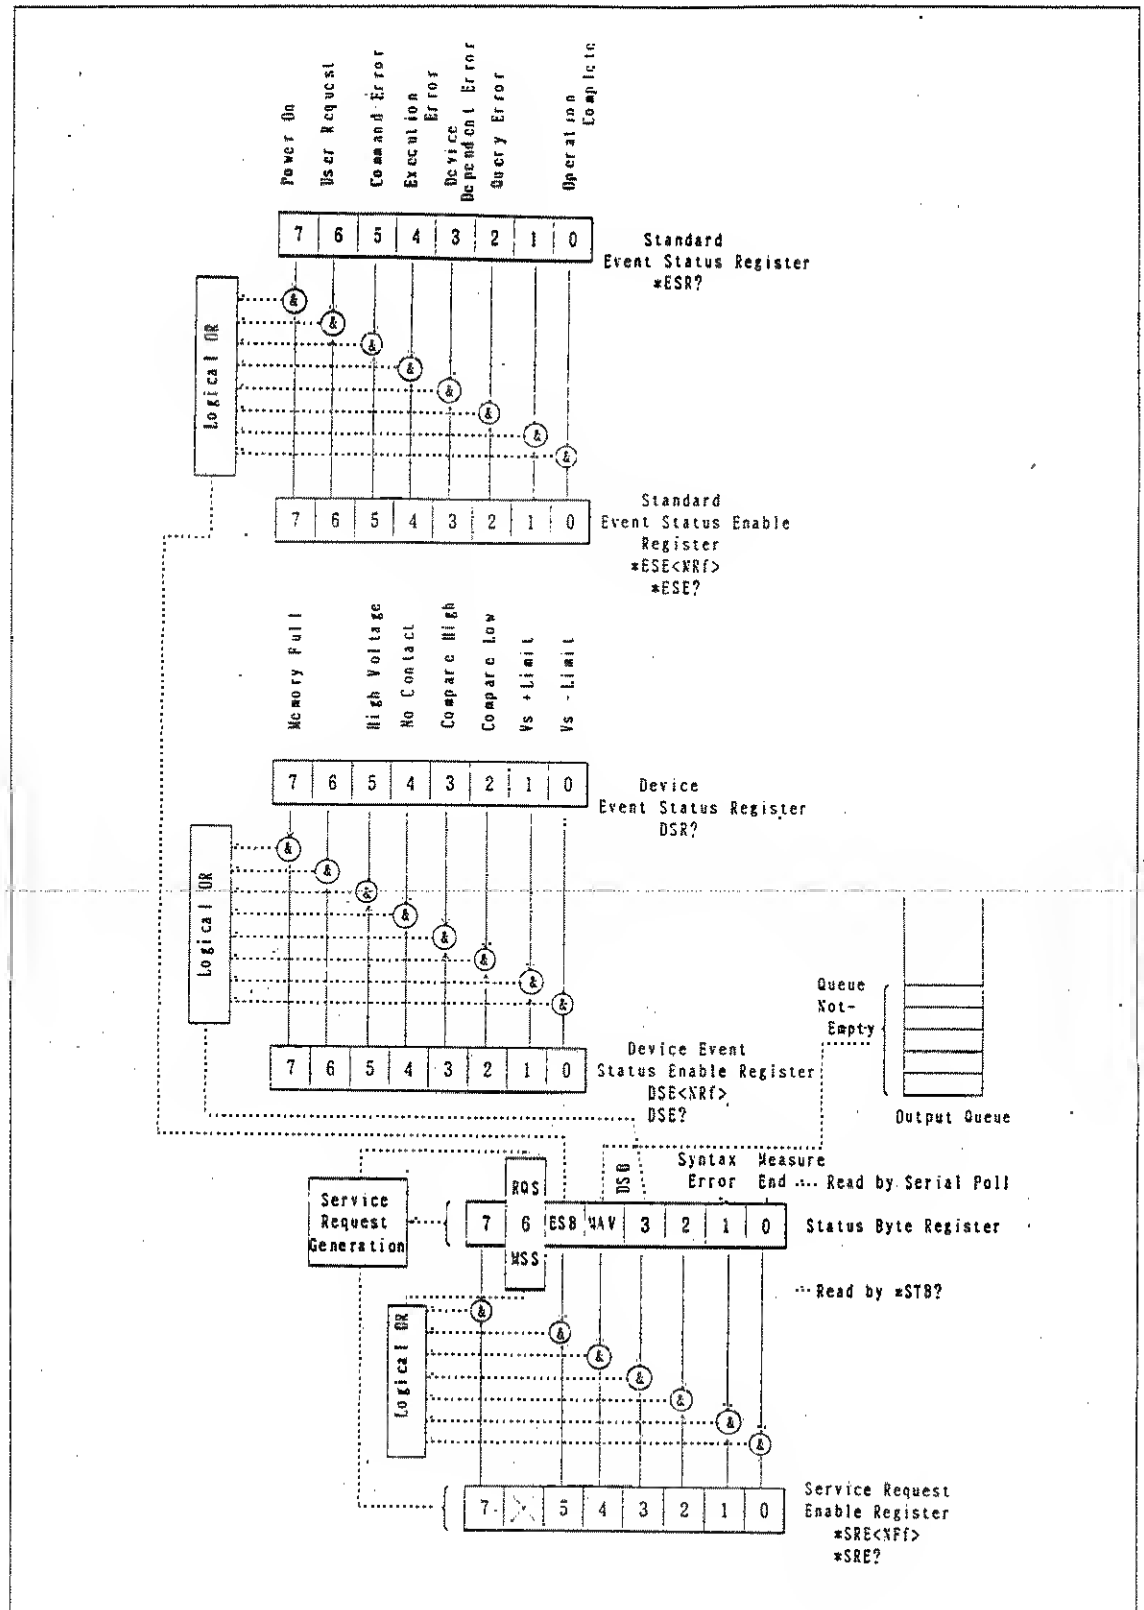 Power On
User Request
Command Error
Execution
Error
Device
Dependent Error
Query Error
Operation
Complete
7 6 5 4 3 2 1 0
Standard
Event Status Register
*ESR?
Logical OR
& & & & & & & &
7 6 5 4 3 2 1 0
Standard
Event Status Enable
Register
*ESE<NRf>
*ESE?
Memory Full
High Voltage
No Contact
Compare High
Compare Low
Vs +Limit
Vs -Limit
7 6 5 4 3 2 1 0
Device
Event Status Register
DSR?
Logical OR
& & & & & & & &
7 6 5 4 3 2 1 0
Device Event
Status Enable Register
DSE<NRf>
DSE?
Queue
Not-
Empty
Output Queue
Service
Request
Generation
RQS
DSB
Syntax
Error
Measure
End
Read by Serial Poll
7 6 ESB MAV 3 2 1 0
Status Byte Register
MSS
Read by *STB?
Logical OR
& & & & & & &
7 5 4 3 2 1 0
Service Request
Enable Register
*SRE<NRf>
*SRE?